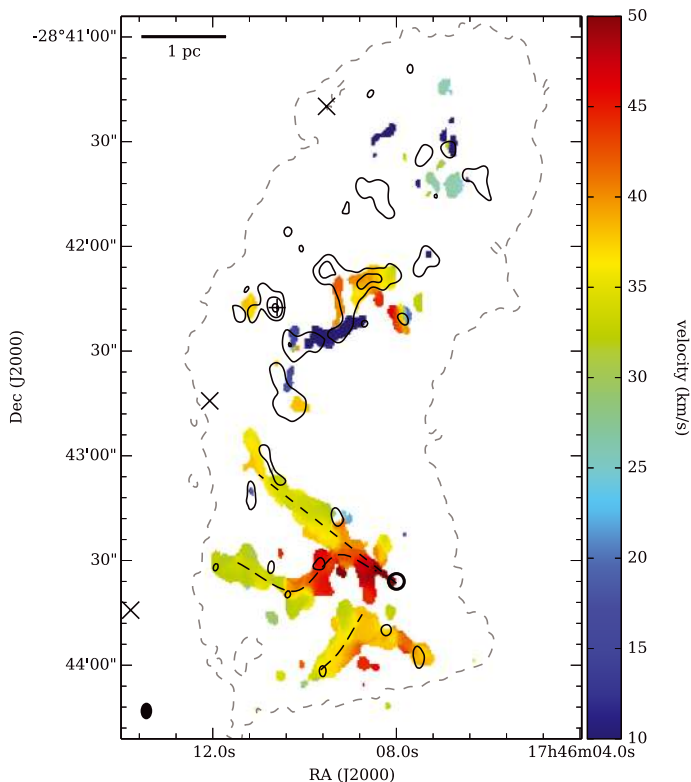 -28°41'00"
1 pc
30"
42'00"
30"
43'00"
30"
44'00"
Dec (J2000)
12.0s
08.0s
17h46m04.0s
RA (J2000)
50
45
40
35
30
25
20
15
10
velocity (km/s)